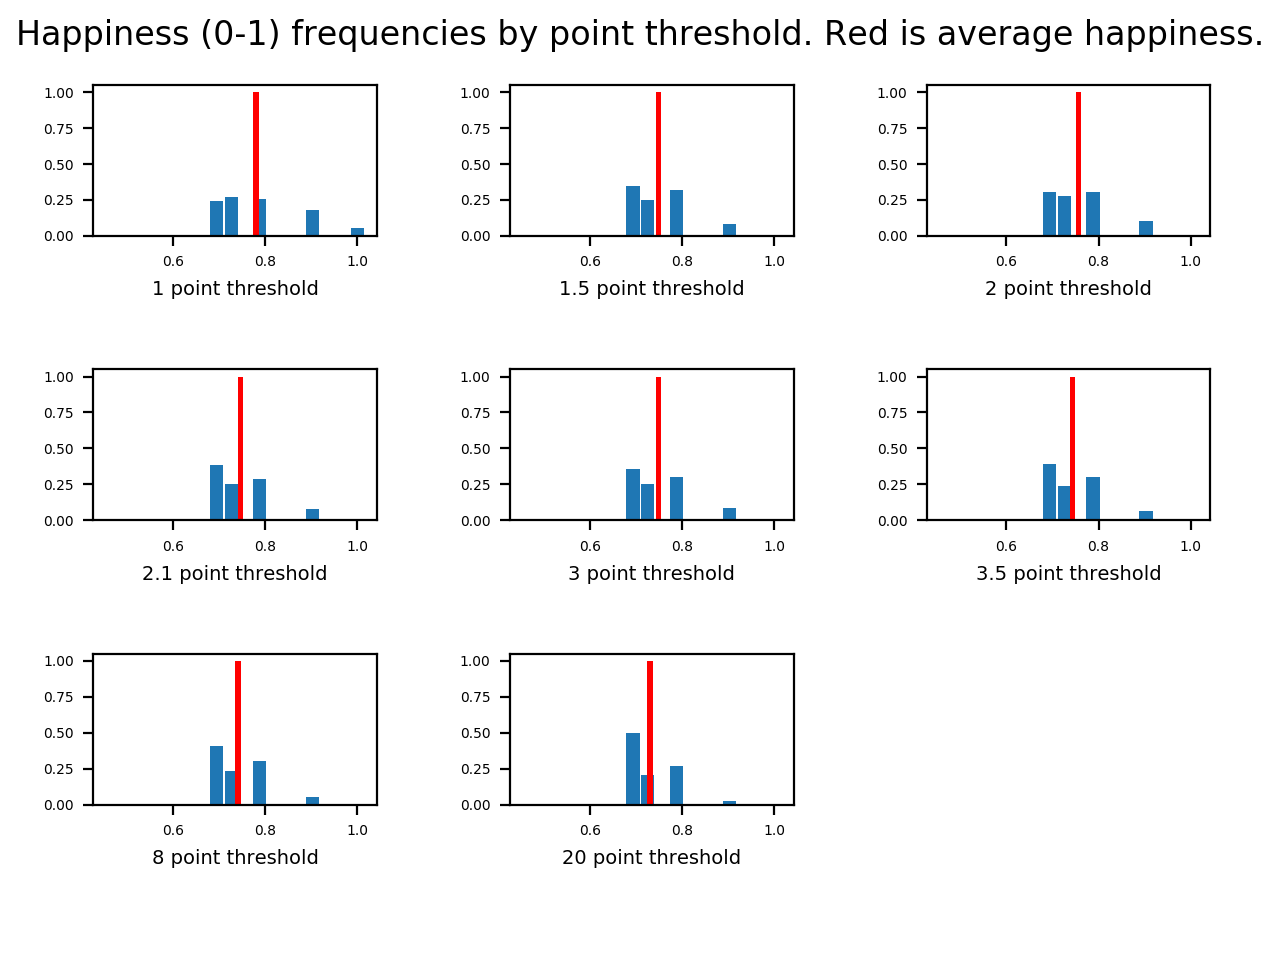 Happiness (0-1) frequencies by point threshold. Red is average happiness.
1.00 1.00 1.00
0.75 0.75 0.75
0.50 0.50 0.50
0.25 0.25 0.25
0.00 0.00 0.00
0.6 0.8 1.0 0.6 0.8 1.0 0.6 0.8 1.0
1 point threshold 1.5 point threshold 2 point threshold
1.00 1.00 1.00
0.75 0.75 0.75
0.50 0.50 0.50
0.25 0.25 0.25
0.00 0.00 0.00
0.6 0.8 1.0 0.6 0.8 1.0 0.6 0.8 1.0
2.1 point threshold 3 point threshold 3.5 point threshold
1.00 1.00
0.75 0.75
0.50 0.50
0.25 0.25
0.00 0.00
0.6 0.8 1.0 0.6 0.8 1.0
8 point threshold 20 point threshold